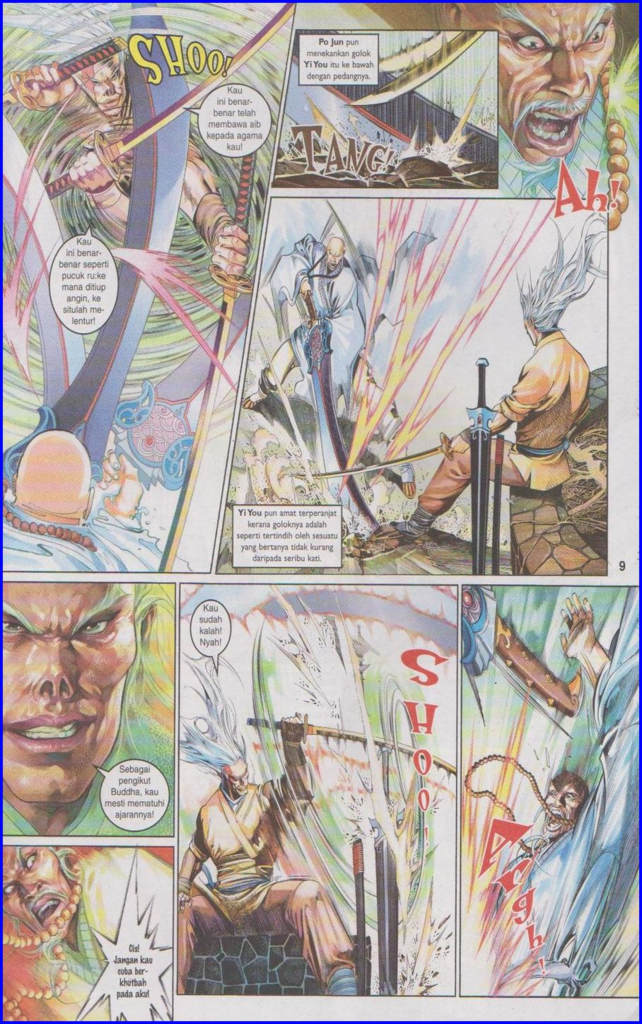 SHOO!
Kau
ini benar-
benar telah
membawa aib
kepada agama
kau!
Kau
ini benar-
benar seperti
pucuk ru:ke
mana ditiup
angin, ke
situlah me-
lentur!
Po Jun pun
menekankan golok
Yi You itu ke bawah
dengan pedangnya.
TANG!
Ah!
Yi You pun amat terperanjat
kerana goloknya adalah
seperti tertindih oleh sesuatu
yang bertanya tidak kurang
daripada seribu kati.
9
Sebagai
pengikut
Buddha, kau
mesti mematuhi
ajarannya!
Cis!
Jangan kau
cuba ber-
khutbah
pada aku!
Kau
sudah
kalah!
Nyah!
SHOO!
Argh!